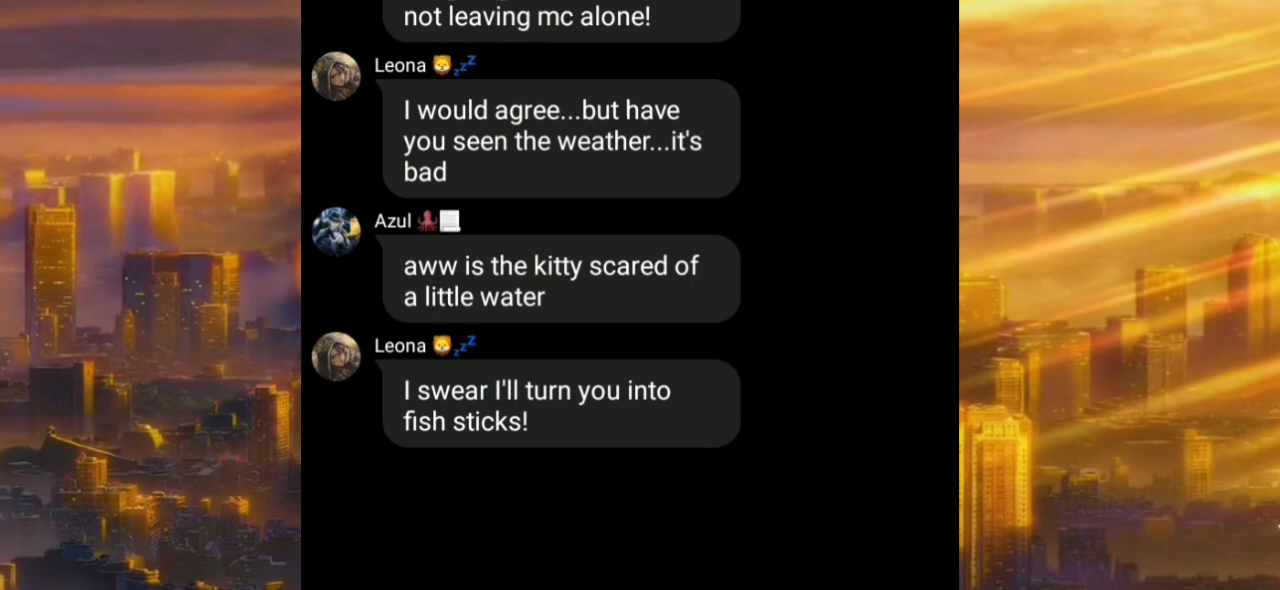 not leaving mc alone!
Leona 🦁💤
I would agree...but have
you seen the weather...it's
bad
Azul 🐙📃
aww is the kitty scared of
a little water
Leona 🦁💤
I swear I'll turn you into
fish sticks!